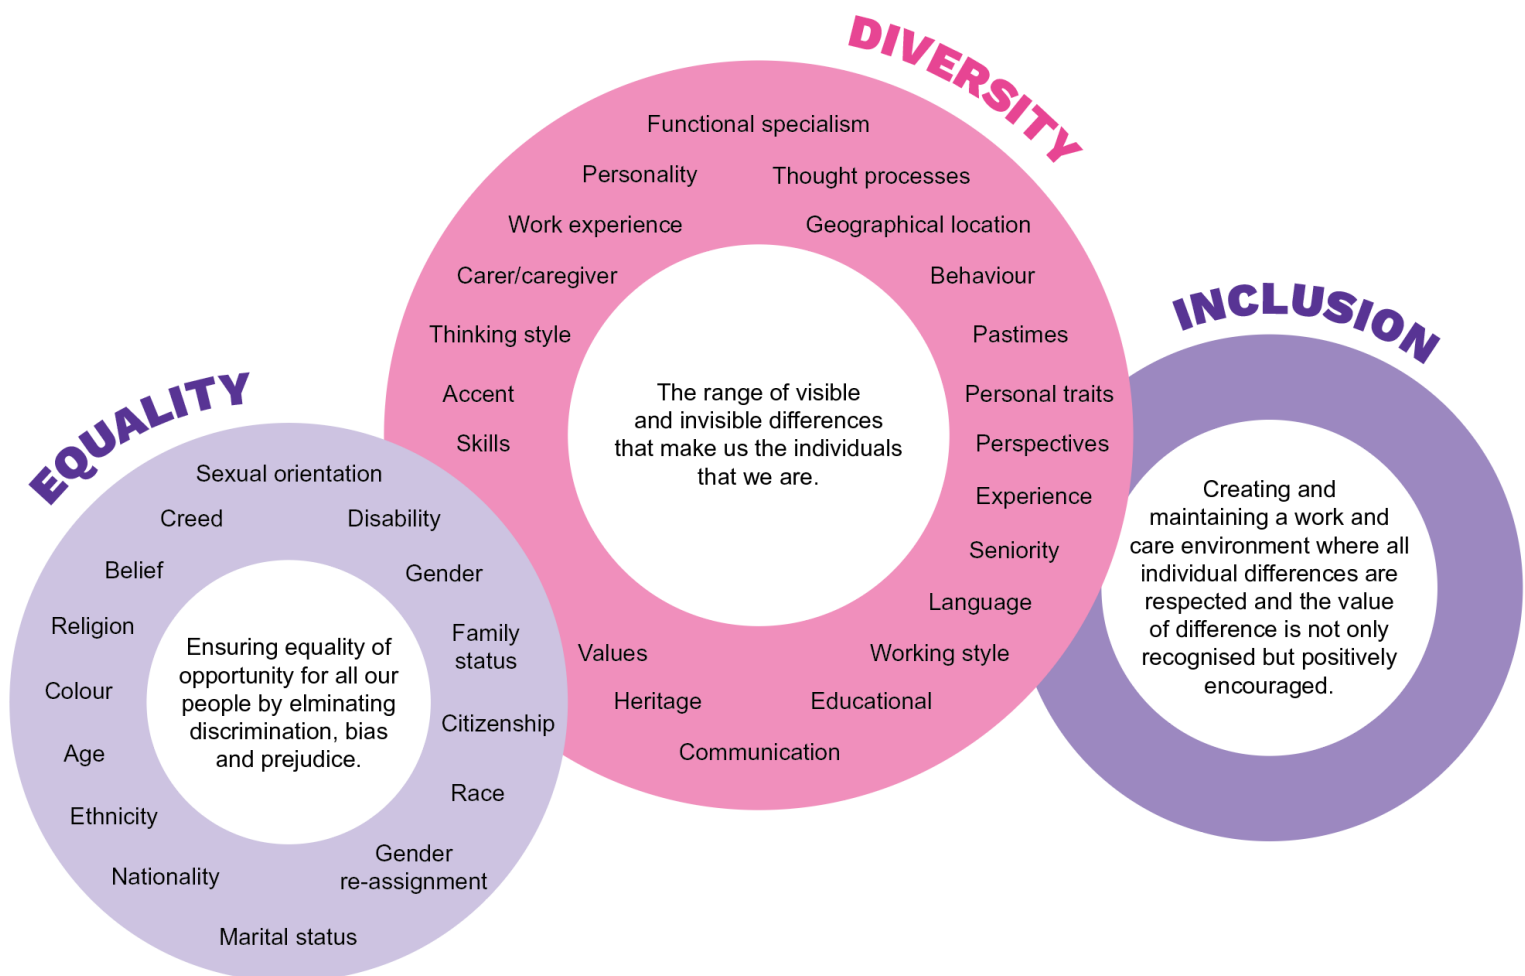 DIVERSITY
Functional specialism
Personality
Thought processes
Work experience
Geographical location
Carer/caregiver
Behaviour
Thinking style
Pastimes
Accent
Personal traits
Skills
Perspectives
Experience
Seniority
Language
Values
Working style
Heritage
Educational
Communication
The range of visible
and invisible differences
that make us the individuals
that we are.
EQUALITY
Sexual orientation
Creed
Disability
Belief
Gender
Religion
Family
status
Colour
Citizenship
Age
Race
Ethnicity
Gender
re-assignment
Nationality
Marital status
Ensuring equality of
opportunity for all our
people by elminating
discrimination, bias
and prejudice.
INCLUSION
Creating and
maintaining a work and
care environment where all
individual differences are
respected and the value
of difference is not only
recognised but positively
encouraged.